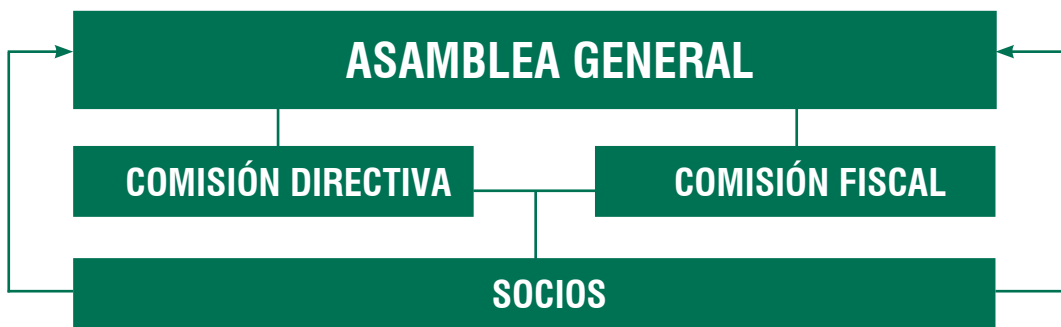 ASAMBLEA GENERAL
COMISIÓN DIRECTIVA
COMISIÓN FISCAL
SOCIOS